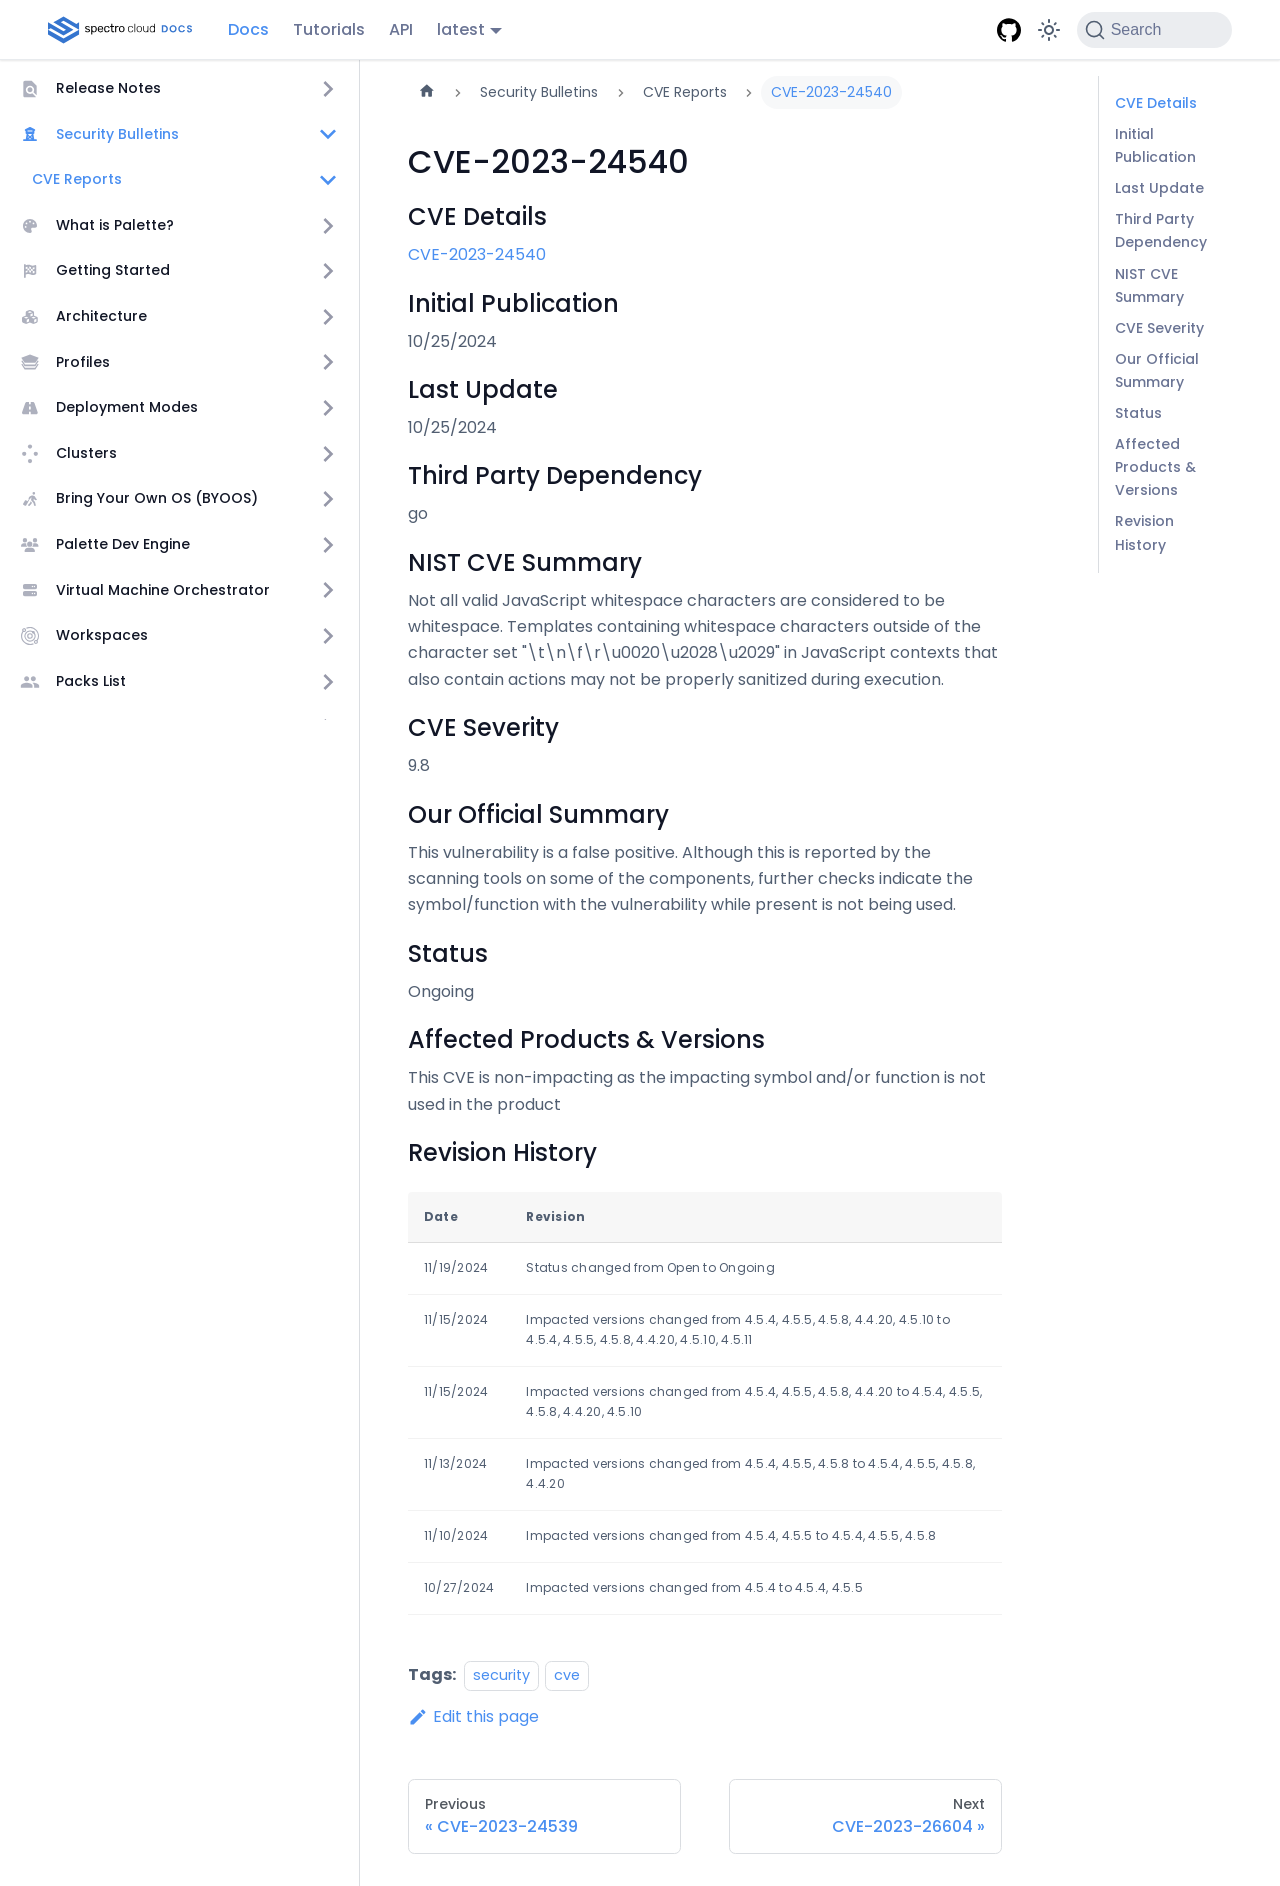 spectro cloud DOCS
Docs
Tutorials
API
latest
Search
Release Notes
Security Bulletins
CVE Reports
What is Palette?
Getting Started
Architecture
Profiles
Deployment Modes
Clusters
Bring Your Own OS (BYOOS)
Palette Dev Engine
Virtual Machine Orchestrator
Workspaces
Packs List
Security Bulletins
CVE Reports
CVE-2023-24540
CVE-2023-24540
CVE Details
CVE-2023-24540
Initial Publication
10/25/2024
Last Update
10/25/2024
Third Party Dependency
go
NIST CVE Summary
Not all valid JavaScript whitespace characters are considered to be
whitespace. Templates containing whitespace characters outside of the
character set "\t\n\f\r\u0020\u2028\u2029" in JavaScript contexts that
also contain actions may not be properly sanitized during execution.
CVE Severity
9.8
Our Official Summary
This vulnerability is a false positive. Although this is reported by the
scanning tools on some of the components, further checks indicate the
symbol/function with the vulnerability while present is not being used.
Status
Ongoing
Affected Products & Versions
This CVE is non-impacting as the impacting symbol and/or function is not
used in the product
Revision History
Date Revision
11/19/2024 Status changed from Open to Ongoing
11/15/2024 Impacted versions changed from 4.5.4, 4.5.5, 4.5.8, 4.4.20, 4.5.10 to
4.5.4, 4.5.5, 4.5.8, 4.4.20, 4.5.10, 4.5.11
11/15/2024 Impacted versions changed from 4.5.4, 4.5.5, 4.5.8, 4.4.20 to 4.5.4, 4.5.5,
4.5.8, 4.4.20, 4.5.10
11/13/2024 Impacted versions changed from 4.5.4, 4.5.5, 4.5.8 to 4.5.4, 4.5.5, 4.5.8,
4.4.20
11/10/2024 Impacted versions changed from 4.5.4, 4.5.5 to 4.5.4, 4.5.5, 4.5.8
10/27/2024 Impacted versions changed from 4.5.4 to 4.5.4, 4.5.5
Tags: security cve
Edit this page
Previous
« CVE-2023-24539
Next
CVE-2023-26604 »
CVE Details
Initial
Publication
Last Update
Third Party
Dependency
NIST CVE
Summary
CVE Severity
Our Official
Summary
Status
Affected
Products &
Versions
Revision
History